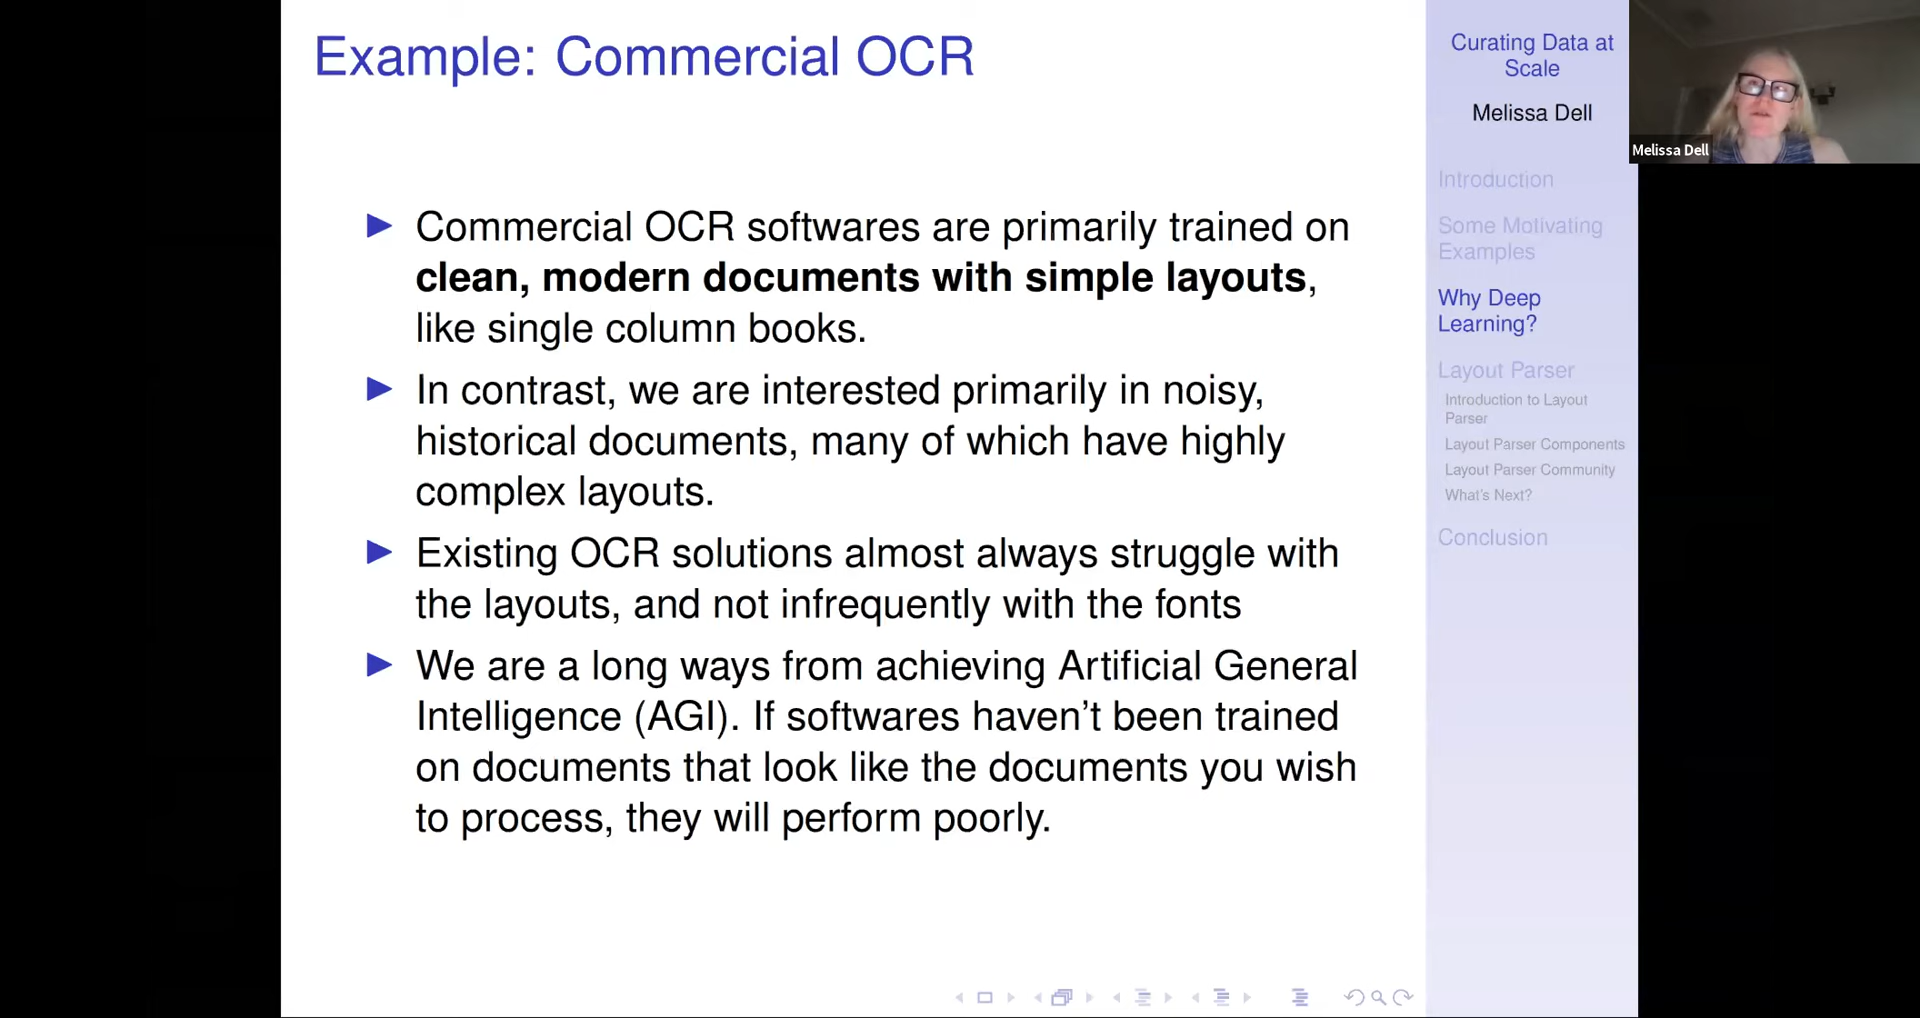 Example: Commercial OCR
Commercial OCR softwares are primarily trained on
clean, modern documents with simple layouts,
like single column books.
In contrast, we are interested primarily in noisy,
historical documents, many of which have highly
complex layouts.
Existing OCR solutions almost always struggle with
the layouts, and not infrequently with the fonts
We are a long ways from achieving Artificial General
Intelligence (AGI). If softwares haven't been trained
on documents that look like the documents you wish
to process, they will perform poorly.
Curating Data at
Scale
Melissa Dell
Introduction
Some Motivating
Examples
Why Deep
Learning?
Layout Parser
Introduction to Layout
Parser
Layout Parser Components
Layout Parser Community
What's Next?
Conclusion
Melissa Dell